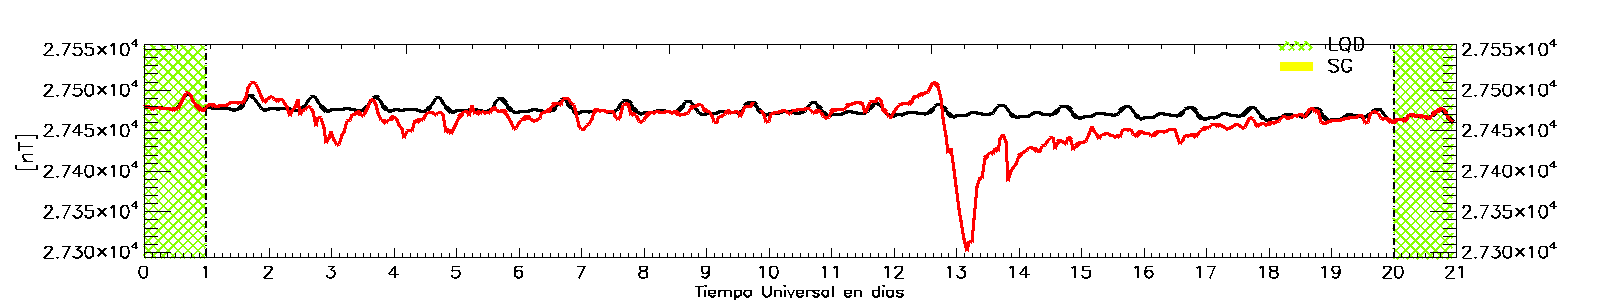 LQD
SG
2.755×10⁴
2.750×10⁴
2.745×10⁴
2.740×10⁴
2.735×10⁴
2.730×10⁴
[nT]
2.755×10⁴
2.750×10⁴
2.745×10⁴
2.740×10⁴
2.735×10⁴
2.730×10⁴
0 1 2 3 4 5 6 7 8 9 10 11 12 13 14 15 16 17 18 19 20 21
Tiempo Universal en dias